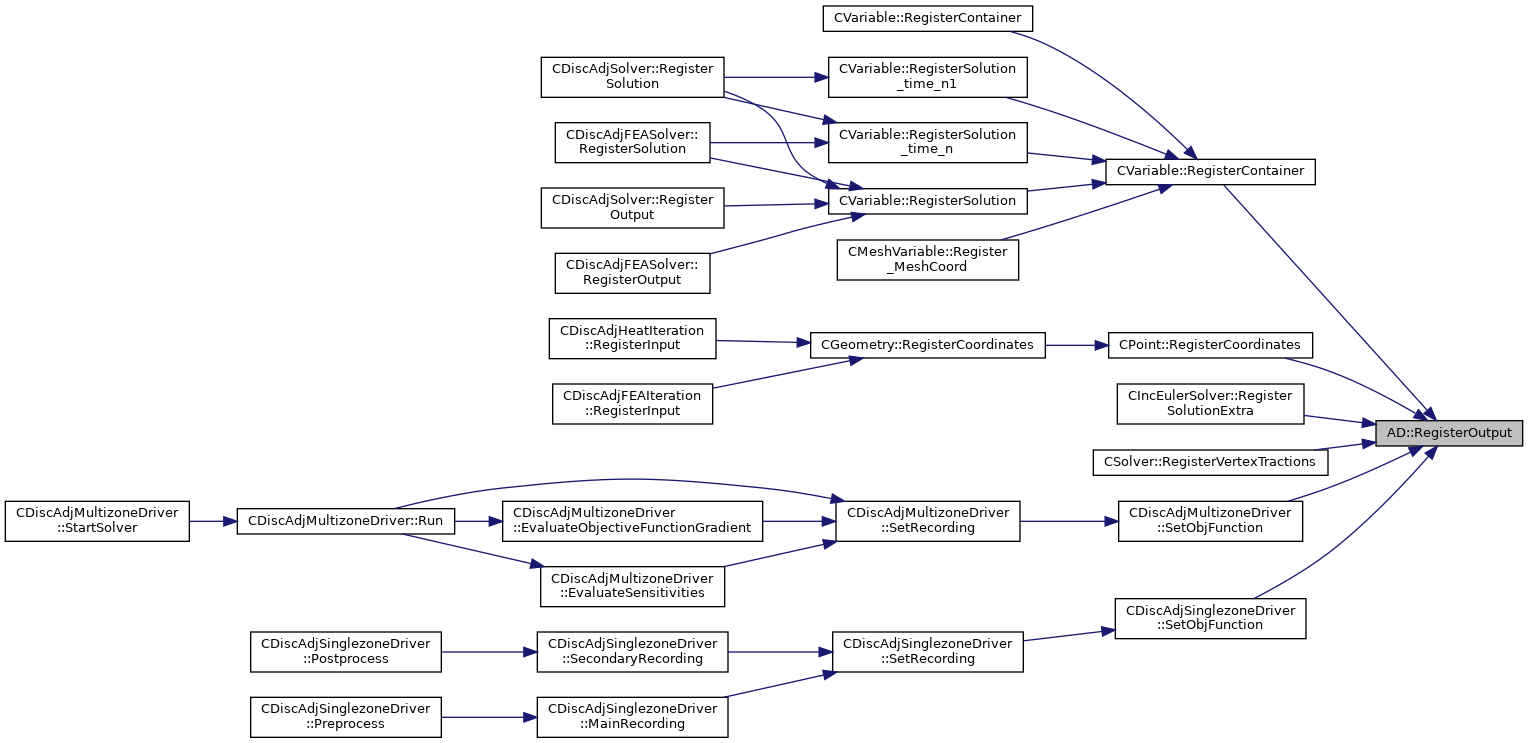 CVariable::RegisterContainer
CDiscAdjSolver::Register
Solution
CVariable::RegisterSolution
_time_n1
CDiscAdjFEASolver::
RegisterSolution
CVariable::RegisterSolution
_time_n
CVariable::RegisterContainer
CDiscAdjSolver::Register
Output
CVariable::RegisterSolution
CDiscAdjFEASolver::
RegisterOutput
CMeshVariable::Register
_MeshCoord
CDiscAdjHeatIteration
::RegisterInput
CGeometry::RegisterCoordinates
CPoint::RegisterCoordinates
CDiscAdjFEAIteration
::RegisterInput
CIncEulerSolver::Register
SolutionExtra
AD::RegisterOutput
CSolver::RegisterVertexTractions
CDiscAdjMultizoneDriver
::StartSolver
CDiscAdjMultizoneDriver::Run
CDiscAdjMultizoneDriver
::EvaluateObjectiveFunctionGradient
CDiscAdjMultizoneDriver
::SetRecording
CDiscAdjMultizoneDriver
::SetObjFunction
CDiscAdjMultizoneDriver
::EvaluateSensitivities
CDiscAdjSinglezoneDriver
::SetObjFunction
CDiscAdjSinglezoneDriver
::Postprocess
CDiscAdjSinglezoneDriver
::SecondaryRecording
CDiscAdjSinglezoneDriver
::SetRecording
CDiscAdjSinglezoneDriver
::Preprocess
CDiscAdjSinglezoneDriver
::MainRecording